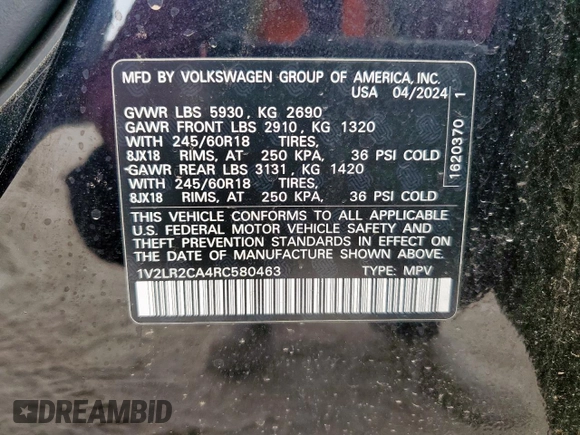 MFD BY VOLKSWAGEN GROUP OF AMERICA, INC.
USA 04/2024
GVWR LBS 5930, KG 2690
GAWR FRONT LBS 2910, KG 1320
WITH 245/60R18 TIRES,
8JX18 RIMS, AT 250 KPA, 36 PSI COLD
GAWR REAR LBS 3131, KG 1420
WITH 245/60R18 TIRES,
8JX18 RIMS, AT 250 KPA, 36 PSI COLD
THIS VEHICLE CONFORMS TO ALL APPLICABLE
U.S. FEDERAL MOTOR VEHICLE SAFETY AND
THEFT PREVENTION STANDARDS IN EFFECT ON
THE DATE OF MANUFACTURE SHOWN ABOVE.
1V2LR2CA4RC580463 TYPE: MPV
1620370 1
DREAMBID